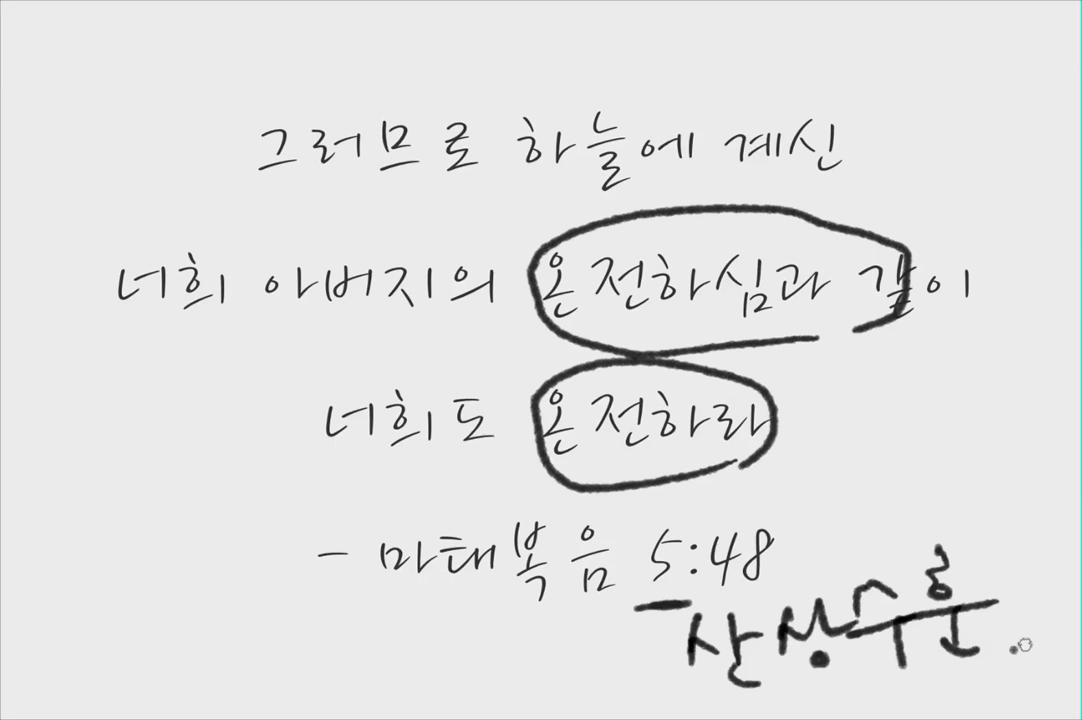 그러므로 하늘에 계신
너희 아버지의 온전하심과 같이
너희도 온전하라
- 마태복음 5:48
산상수훈.